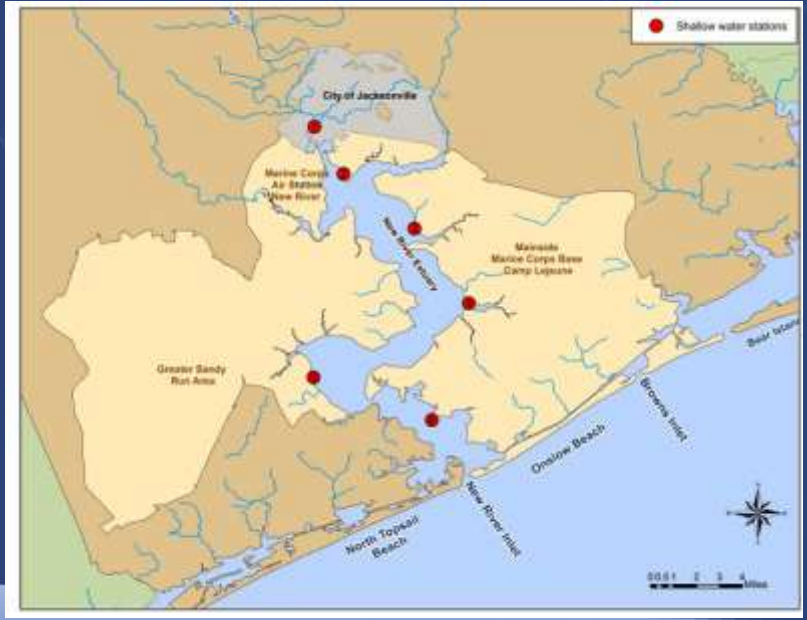 Shallow water stations
City of Jacksonville
Marine Corps
Air Station
New River
New River Estuary
Mainside
Marine Corps Base
Camp Lejeune
Greater Sandy
Run Area
Bear Island
Browns Inlet
Onslow Beach
New River Inlet
North Topsail
Beach
Miles